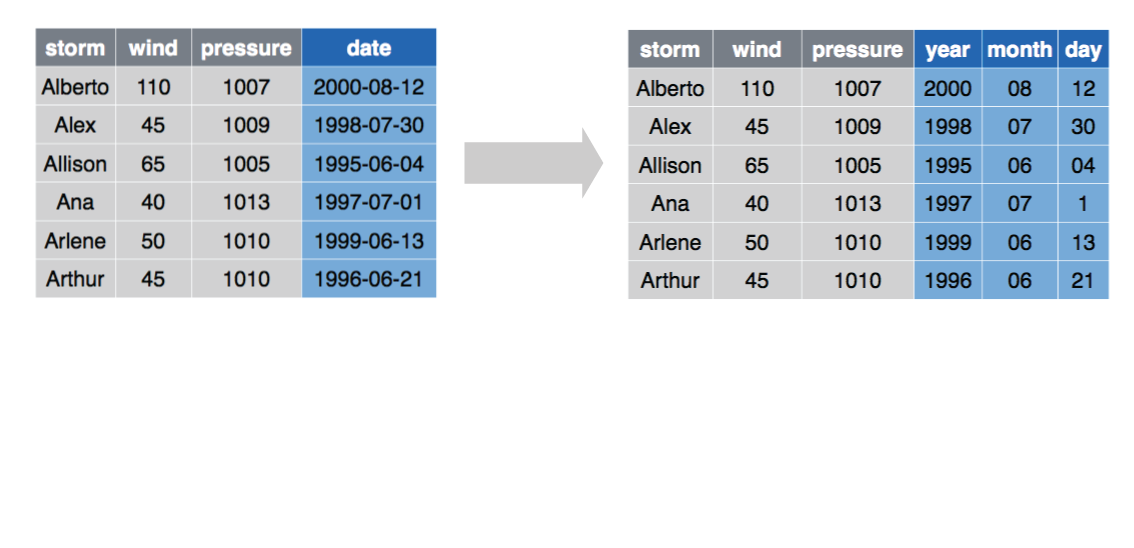 storm wind pressure date
Alberto 110 1007 2000-08-12
Alex 45 1009 1998-07-30
Allison 65 1005 1995-06-04
Ana 40 1013 1997-07-01
Arlene 50 1010 1999-06-13
Arthur 45 1010 1996-06-21
storm wind pressure year month day
Alberto 110 1007 2000 08 12
Alex 45 1009 1998 07 30
Allison 65 1005 1995 06 04
Ana 40 1013 1997 07 1
Arlene 50 1010 1999 06 13
Arthur 45 1010 1996 06 21